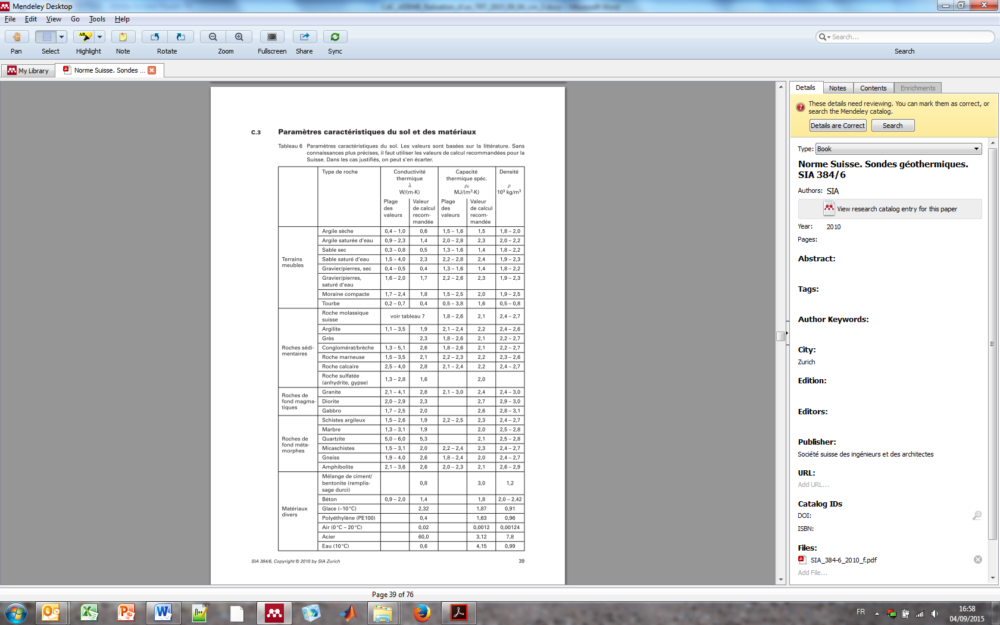 Mendeley Desktop
File Edit View Go Tools Help
Pan Select Highlight Note Rotate Zoom Fullscreen Share Sync
Search...
Search
My Library
Norme Suisse. Sondes ...
C.3 Paramètres caractéristiques du sol et des matériaux
Tableau 6 Paramètres caractéristiques du sol. Les valeurs sont basées sur la littérature. Sans
connaissances plus précises, il faut utiliser les valeurs de calcul recommandées pour la
Suisse. Dans les cas justifiés, on peut s'en écarter.
Type de roche Conductivité Capacité Densité
thermique thermique spéc.
λ ρc ρ
W/(m·K) MJ/(m³·K) 10³ kg/m³
Plage Valeur Plage Valeur
des de calcul des de calcul
valeurs recom- valeurs recom-
mandée mandée
Terrains
meubles
Argile sèche 0,4 – 1,0 0,6 1,5 – 1,6 1,5 1,8 – 2,0
Argile saturée d'eau 0,9 – 2,3 1,4 2,0 – 2,8 2,3 2,0 – 2,2
Sable sec 0,3 – 0,8 0,5 1,3 – 1,6 1,4 1,8 – 2,2
Sable saturé d'eau 1,5 – 4,0 2,3 2,2 – 2,8 2,4 1,9 – 2,3
Gravier/pierres, sec 0,4 – 0,5 0,4 1,3 – 1,6 1,4 1,8 – 2,2
Gravier/pierres, 1,6 – 2,0 1,7 2,2 – 2,6 2,3 1,9 – 2,3
saturé d'eau
Moraine compacte 1,7 – 2,4 1,8 1,5 – 2,5 2,0 1,9 – 2,5
Tourbe 0,2 – 0,7 0,4 0,5 – 3,8 1,6 0,5 – 0,8
Roches sédi-
mentaires
Roche molassique
suisse voir tableau 7 1,8 – 2,6 2,1 2,4 – 2,7
Argilite 1,1 – 3,5 1,9 2,1 – 2,4 2,2 2,4 – 2,6
Grès 2,3 1,8 – 2,6 2,1 2,2 – 2,7
Conglomérat/brèche 1,3 – 5,1 2,6 1,8 – 2,6 2,1 2,2 – 2,7
Roche marneuse 1,5 – 3,5 2,1 2,2 – 2,3 2,2 2,3 – 2,6
Roche calcaire 2,5 – 4,0 2,8 2,1 – 2,4 2,2 2,4 – 2,7
Roche sulfatée
(anhydrite, gypse) 1,3 – 2,8 1,6 2,0
Roches de
fond magma-
tiques
Granite 2,1 – 4,1 2,8 2,1 – 3,0 2,4 2,4 – 3,0
Diorite 2,0 – 2,9 2,3 2,7 2,9 – 3,0
Gabbro 1,7 – 2,5 2,0 2,6 2,8 – 3,1
Roches de
fond méta-
morphes
Schistes argileux 1,5 – 2,6 1,9 2,2 – 2,5 2,3 2,4 – 2,7
Marbre 1,3 – 3,1 1,9 2,0 2,5 – 2,8
Quartzite 5,0 – 6,0 5,3 2,1 2,5 – 2,8
Micaschistes 1,5 – 3,1 2,0 2,2 – 2,4 2,3 2,4 – 2,7
Gneiss 1,9 – 4,0 2,6 1,8 – 2,4 2,0 2,4 – 2,7
Amphibolite 2,1 – 3,6 2,6 2,0 – 2,3 2,1 2,6 – 2,9
Matériaux
divers
Mélange de ciment/
bentonite (remplis- 0,8 3,0 1,2
sage durci)
Béton 0,9 – 2,0 1,4 1,8 2,0 – 2,42
Glace (–10 °C) 2,32 1,87 0,91
Polyéthylène (PE100) 0,4 1,63 0,96
Air (0 °C – 20 °C) 0,02 0,0012 0,00124
Acier 60,0 3,12 7,8
Eau (10 °C) 0,6 4,15 0,99
SIA 384/6, Copyright © 2010 by SIA Zurich 39
Details Notes Contents Enrichments
These details need reviewing. You can mark them as correct, or
search the Mendeley catalog.
Details are Correct Search
Type: Book
Norme Suisse. Sondes géothermiques.
SIA 384/6
Authors: SIA
View research catalog entry for this paper
Year: 2010
Pages:
Abstract:
Tags:
Author Keywords:
City:
Zurich
Edition:
Editors:
Publisher:
Société suisse des ingénieurs et des architectes
URL:
Add URL...
Catalog IDs
DOI:
ISBN:
Files:
SIA_384-6_2010_f.pdf
Add File...
Page 39 of 76
FR
16:58
04/09/2015